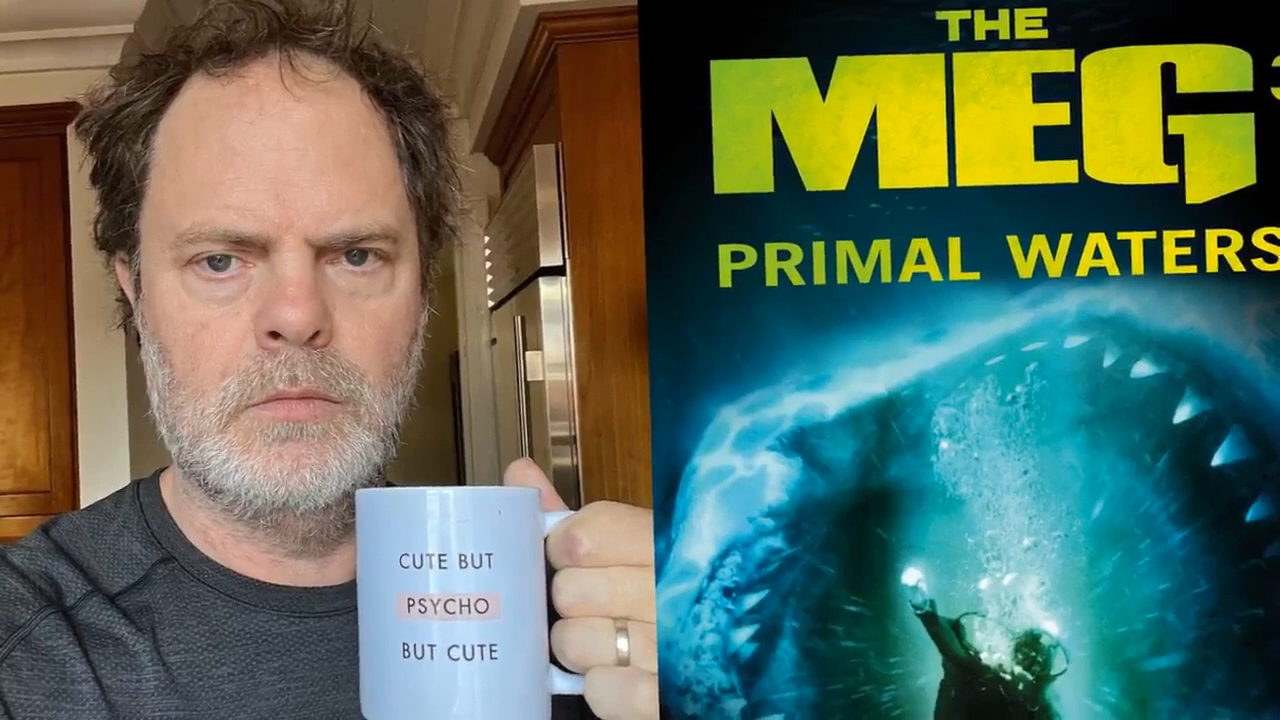 CUTE BUT
PSYCHO
BUT CUTE
THE
MEG
PRIMAL WATERS